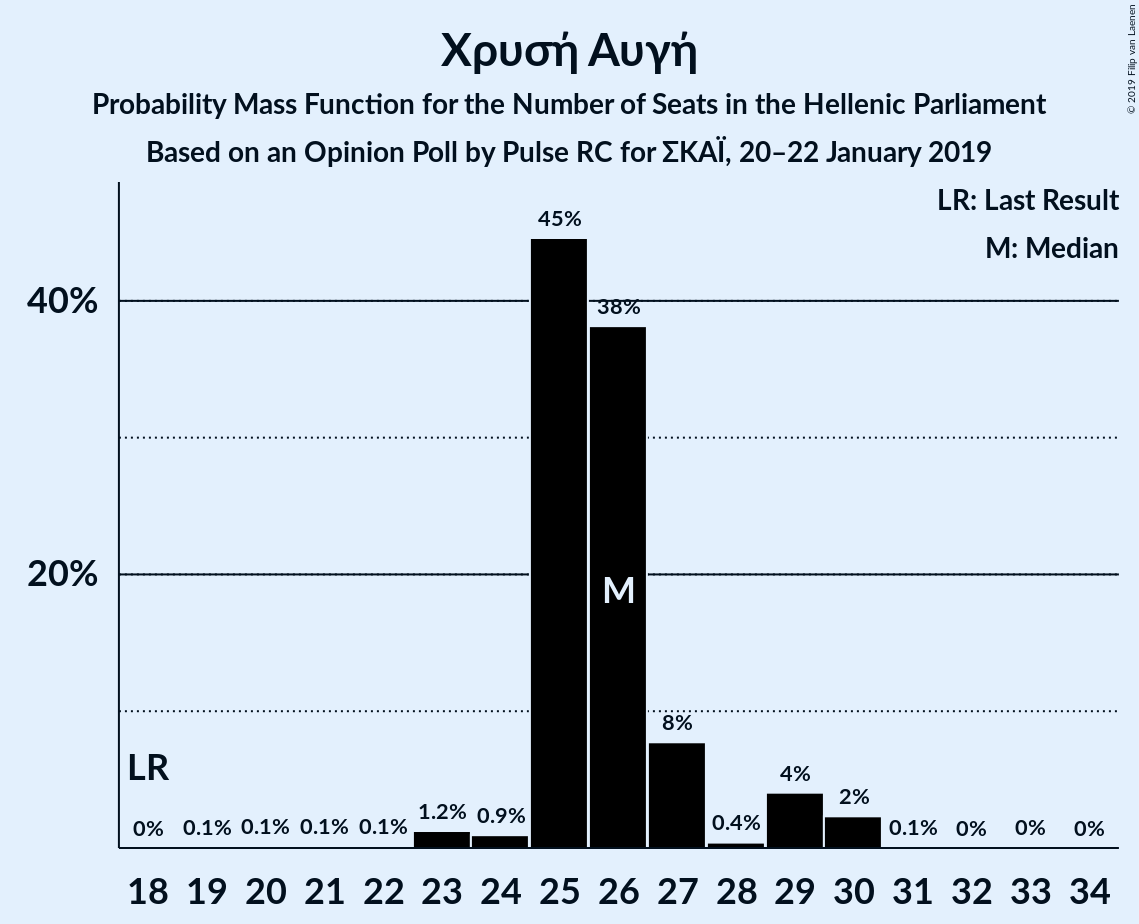 Χρυσή Αυγή
Probability Mass Function for the Number of Seats in the Hellenic Parliament
Based on an Opinion Poll by Pulse RC for ΣΚΑΪ, 20–22 January 2019
© 2019 Filip van Laenen
LR: Last Result
M: Median
45%
40%
38%
20%
M
8%
LR
4%
2%
0% 0.1% 0.1% 0.1% 0.1% 1.2% 0.9% 0.4% 0.1% 0% 0% 0%
18 19 20 21 22 23 24 25 26 27 28 29 30 31 32 33 34